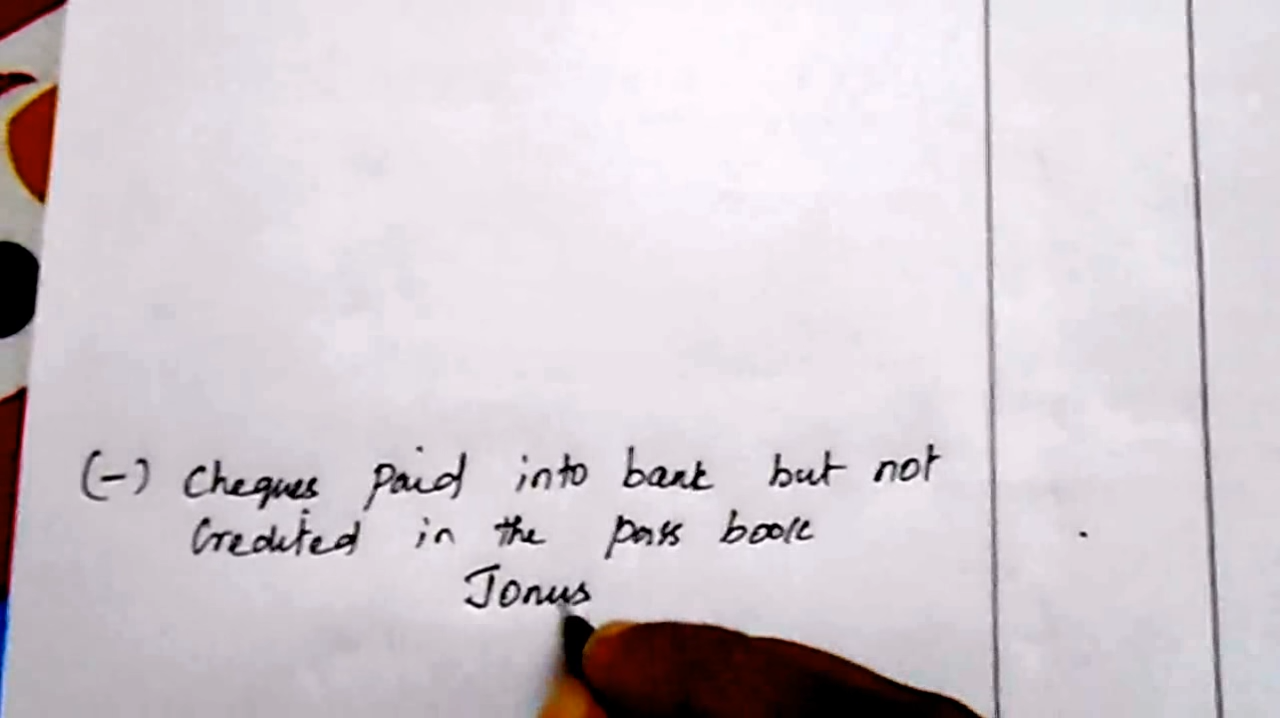 (-) Cheques paid into bank but not
Credited in the pass book
Jonus